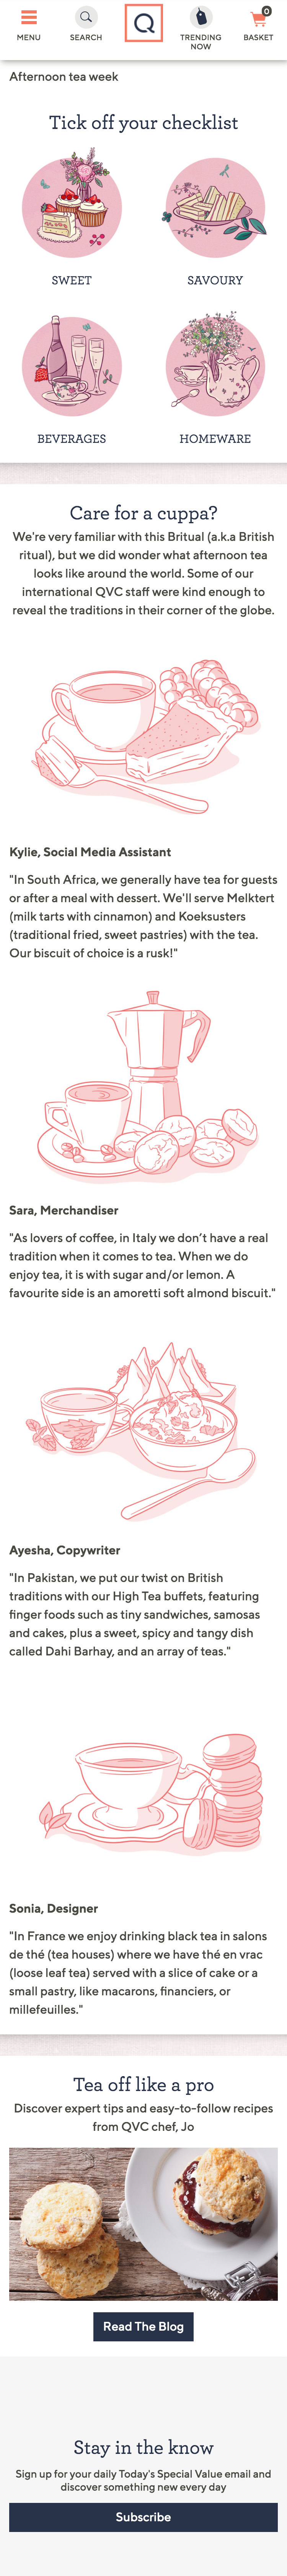 MENU
SEARCH
Q
TRENDING
NOW
0
BASKET
Afternoon tea week
Tick off your checklist
SWEET
SAVOURY
BEVERAGES
HOMEWARE
Care for a cuppa?
We're very familiar with this Britual (a.k.a British
ritual), but we did wonder what afternoon tea
looks like around the world. Some of our
international QVC staff were kind enough to
reveal the traditions in their corner of the globe.
Kylie, Social Media Assistant
"In South Africa, we generally have tea for guests
or after a meal with dessert. We'll serve Melktert
(milk tarts with cinnamon) and Koeksusters
(traditional fried, sweet pastries) with the tea.
Our biscuit of choice is a rusk!"
Sara, Merchandiser
"As lovers of coffee, in Italy we don’t have a real
tradition when it comes to tea. When we do
enjoy tea, it is with sugar and/or lemon. A
favourite side is an amoretti soft almond biscuit."
Ayesha, Copywriter
"In Pakistan, we put our twist on British
traditions with our High Tea buffets, featuring
finger foods such as tiny sandwiches, samosas
and cakes, plus a sweet, spicy and tangy dish
called Dahi Barhay, and an array of teas."
Sonia, Designer
"In France we enjoy drinking black tea in salons
de thé (tea houses) where we have thé en vrac
(loose leaf tea) served with a slice of cake or a
small pastry, like macarons, financiers, or
millefeuilles."
Tea off like a pro
Discover expert tips and easy-to-follow recipes
from QVC chef, Jo
Read The Blog
Stay in the know
Sign up for your daily Today's Special Value email and
discover something new every day
Subscribe